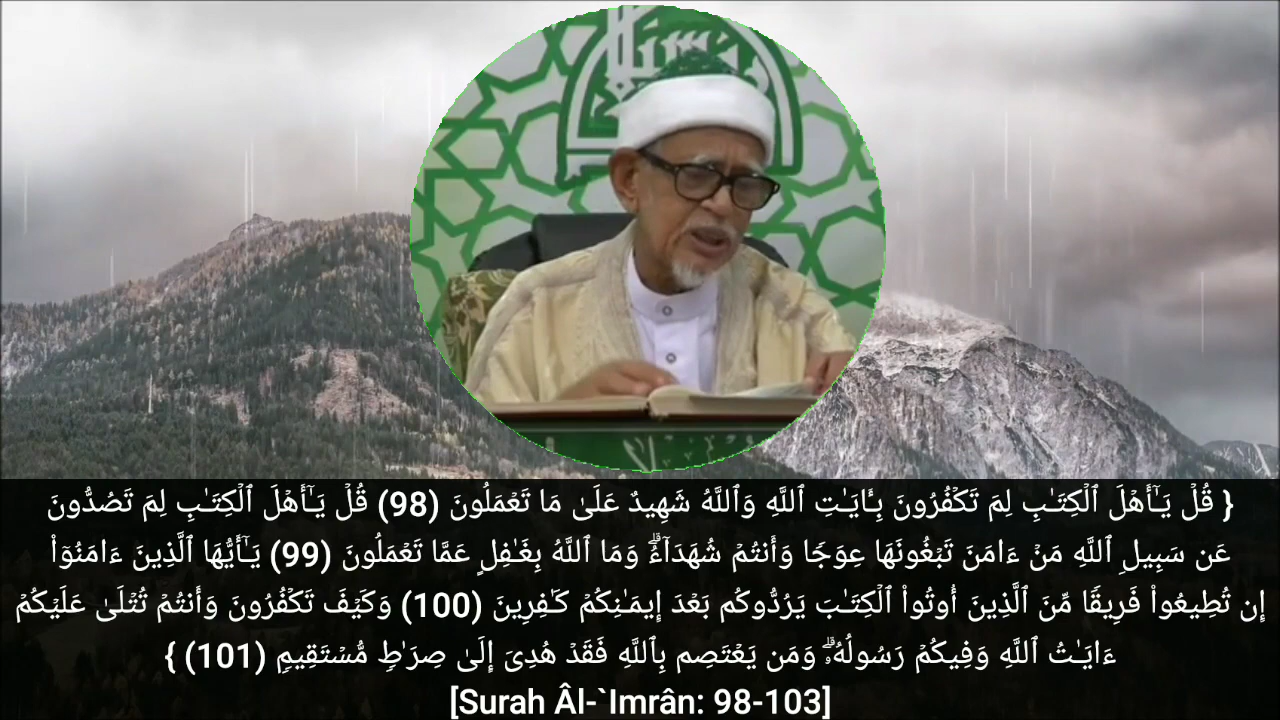 { قُلۡ يَـٰۤأَهۡلَ ٱلۡكِتَـٰبِ لِمَ تَكۡفُرُونَ بِـَٔايَـٰتِ ٱللَّهِ وَٱللَّهُ شَهِيدٌ عَلَىٰ مَا تَعۡمَلُونَ (98) قُلۡ يَـٰۤأَهۡلَ ٱلۡكِتَـٰبِ لِمَ تَصُدُّونَ
عَن سَبِيلِ ٱللَّهِ مَنۡ ءَامَنَ تَبۡغُونَهَا عِوَجࣰا وَأَنتُمۡ شُهَدَاۤءُۗ وَمَا ٱللَّهُ بِغَـٰفِلٍ عَمَّا تَعۡمَلُونَ (99) يَـٰۤأَيُّهَا ٱلَّذِينَ ءَامَنُوۤا۟
إِن تُطِيعُوا۟ فَرِيقࣰا مِّنَ ٱلَّذِينَ أُوتُوا۟ ٱلۡكِتَـٰبَ يَرُدُّوكُم بَعۡدَ إِيمَـٰنِكُمۡ كَـٰفِرِينَ (100) وَكَيۡفَ تَكۡفُرُونَ وَأَنتُمۡ تُتۡلَىٰ عَلَيۡكُمۡ
ءَايَـٰتُ ٱللَّهِ وَفِيكُمۡ رَسُولُهُۥۗ وَمَن يَعۡتَصِم بِٱللَّهِ فَقَدۡ هُدِیَ إِلَىٰ صِرَ ٰ⁠طࣲ مُّسۡتَقِيمࣲ (101) }
[Surah Âl-`Imrân: 98-103]